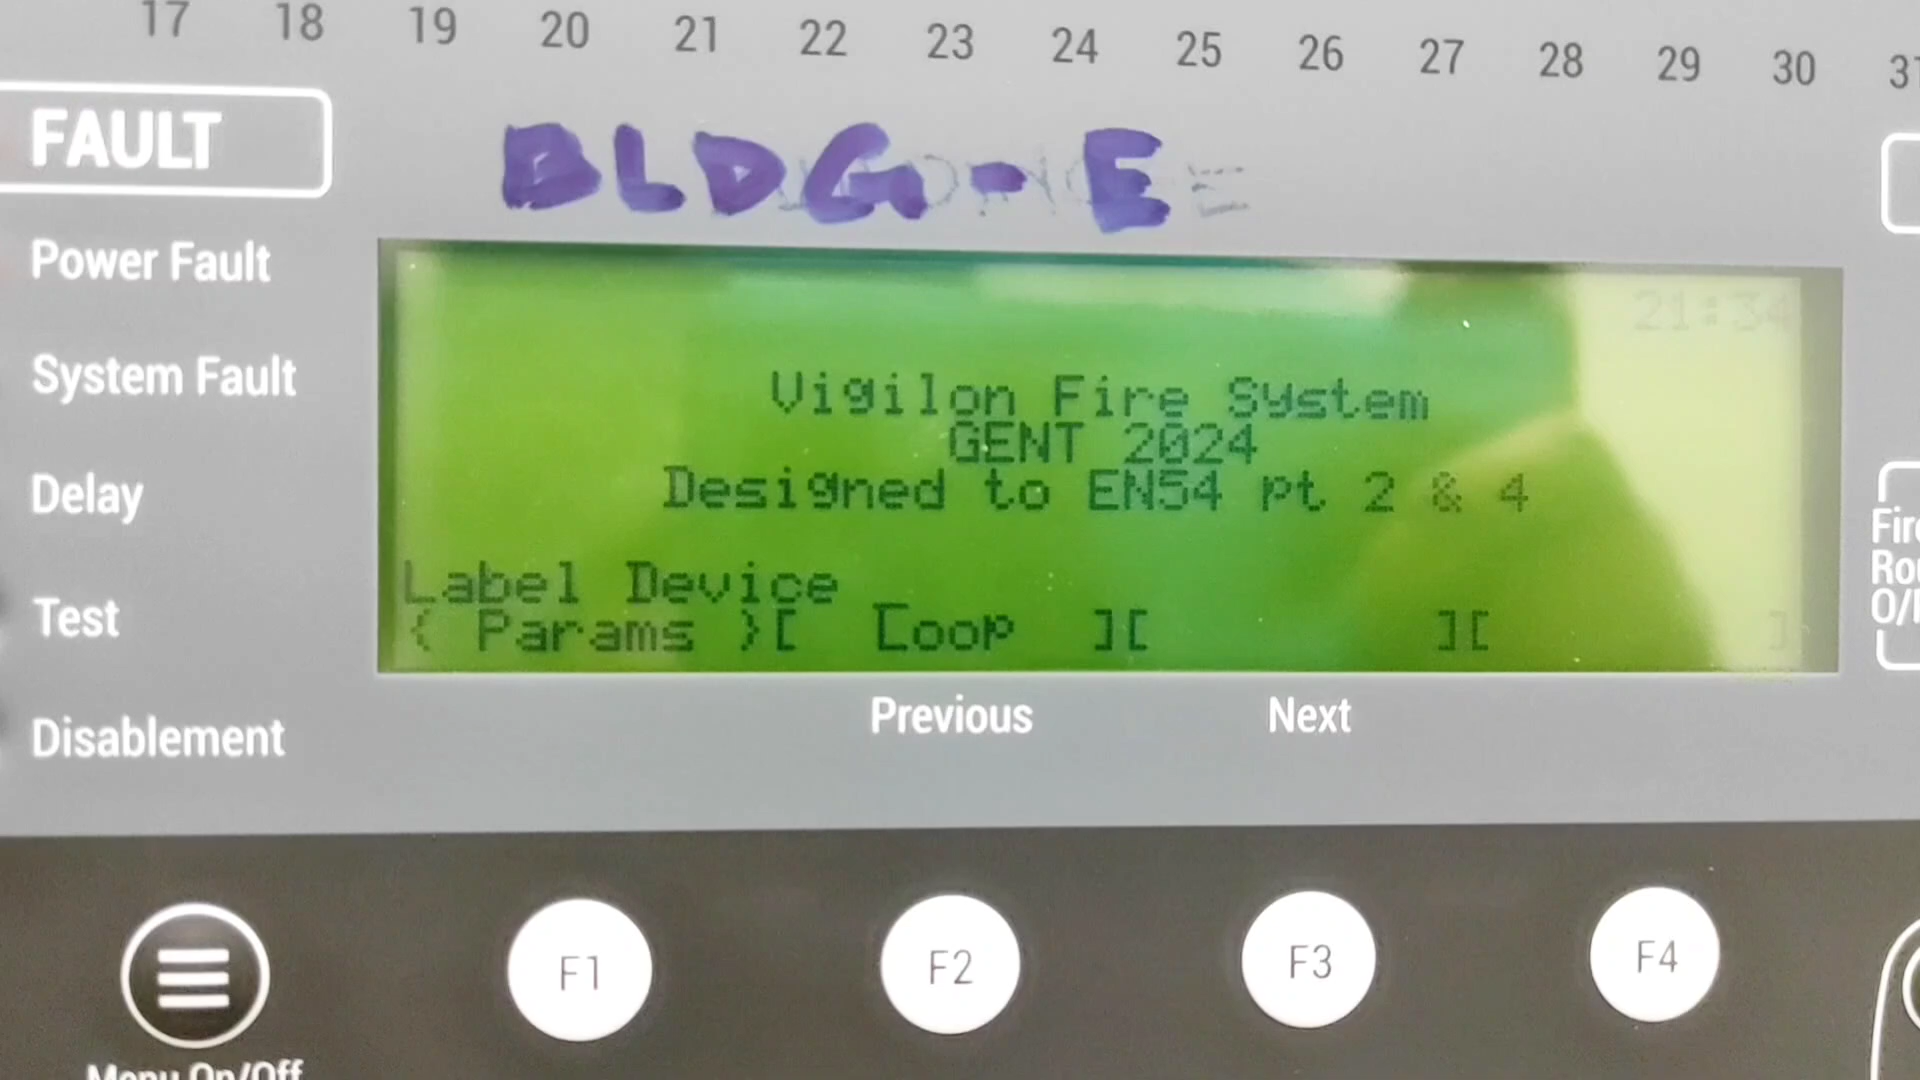 17 18 19 20 21 22 23 24 25 26 27 28 29 30 31
FAULT
BLDG-E
Power Fault
System Fault
Delay
Test
Disablement
21:34
Vigilon Fire System
GENT 2024
Designed to EN54 pt 2 & 4
Label Device
{ Params }[ Loop ][ ][ ]
Previous Next
F1 F2 F3 F4
Menu On/Off